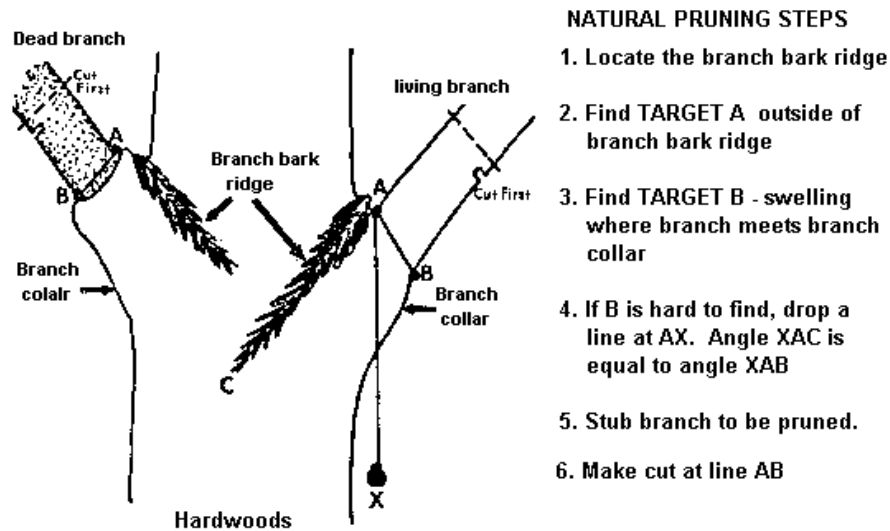 NATURAL PRUNING STEPS
1. Locate the branch bark ridge
2. Find TARGET A outside of
branch bark ridge
3. Find TARGET B - swelling
where branch meets branch
collar
4. If B is hard to find, drop a
line at AX. Angle XAC is
equal to angle XAB
5. Stub branch to be pruned.
6. Make cut at line AB
Dead branch
Cut
First
A
B
Branch
colalr
Branch bark
ridge
living branch
A
Cut First
B
Branch
collar
C
X
Hardwoods